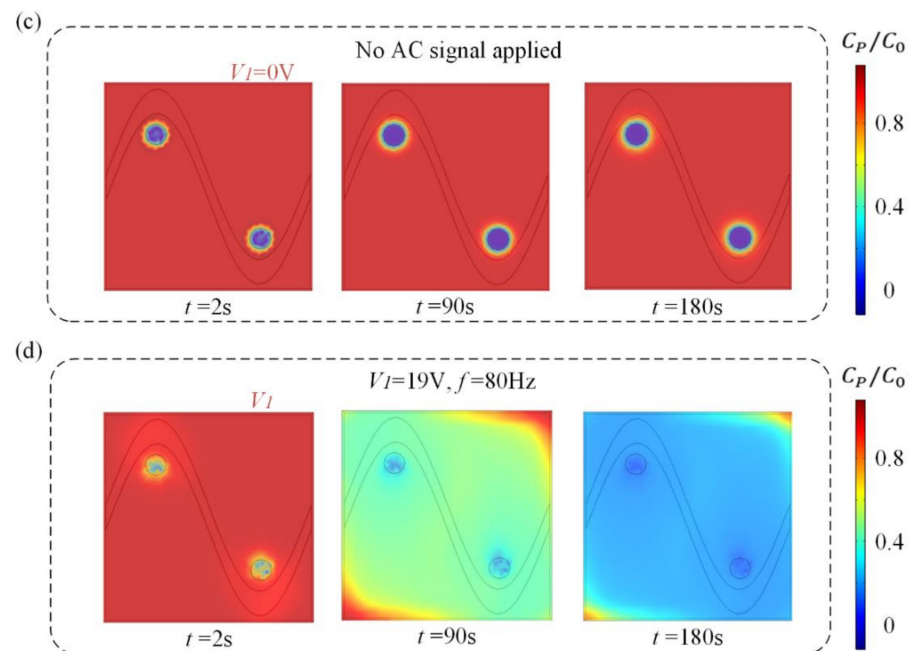 (c)
No AC signal applied
C_P/C_0
V1=0V
0.8
0.4
0
t =2s
t =90s
t =180s
(d)
V1=19V, f =80Hz
C_P/C_0
V1
0.8
0.4
0
t =2s
t =90s
t =180s